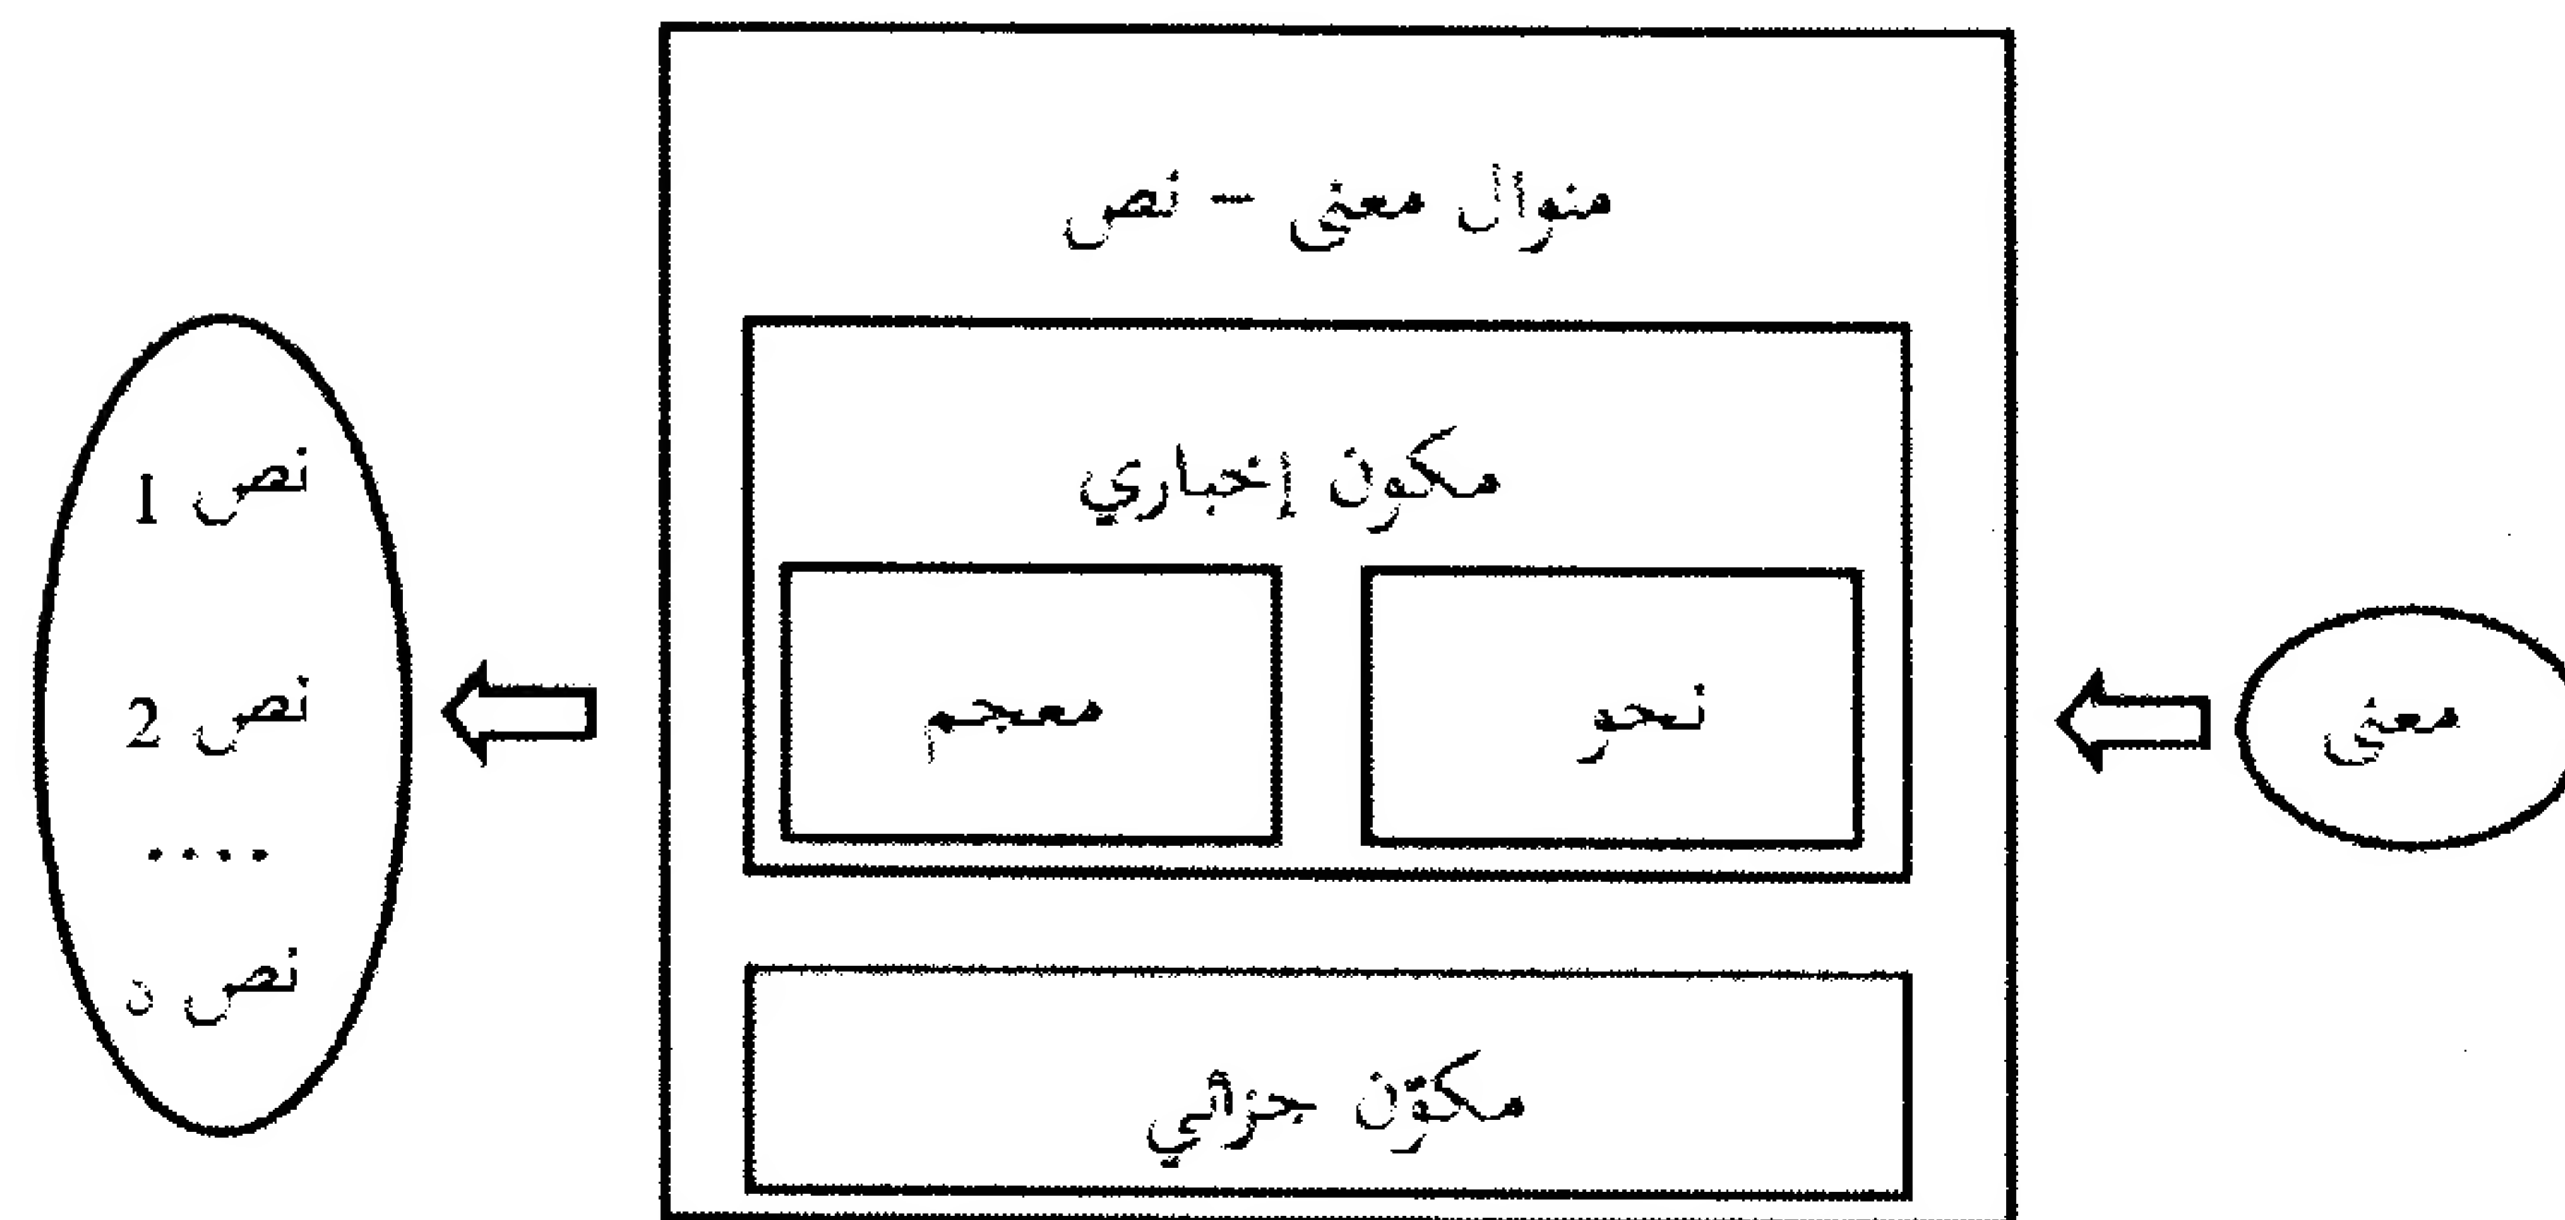 منوال معنى – نص
مكون إخباري
نحو
معجم
مكوّن جزائي
معنى
نص 1
نص 2
....
نص ن